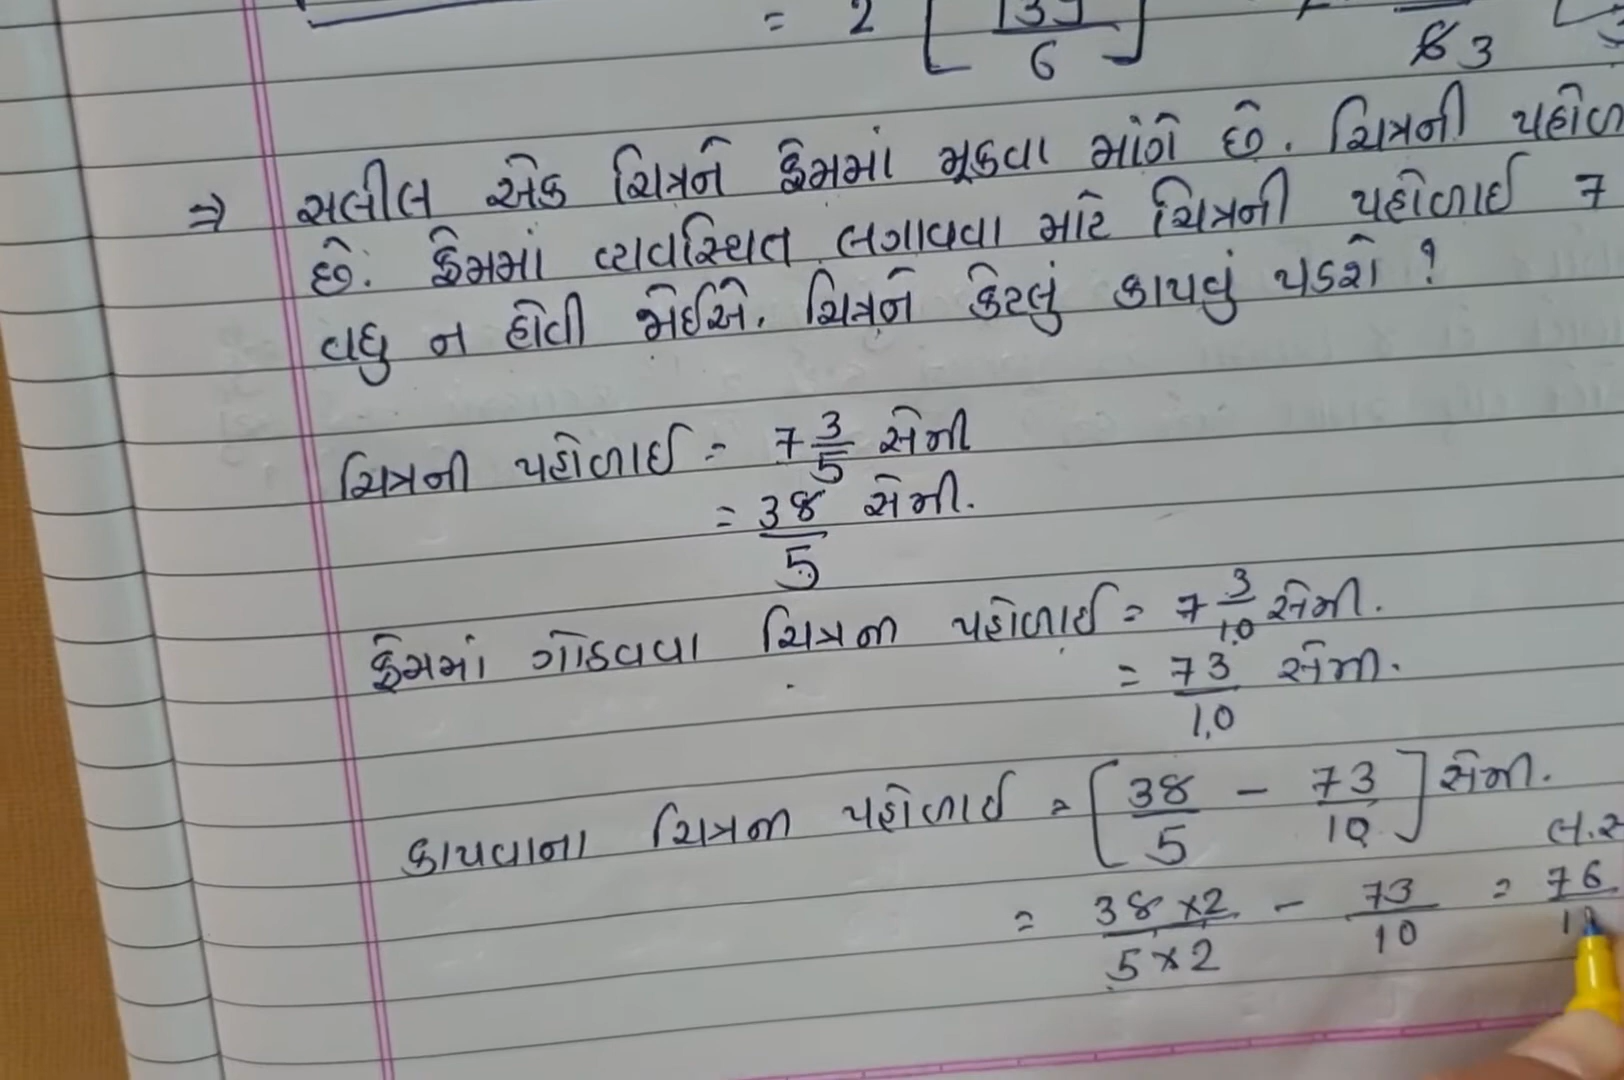 = 2 [ 6 ] 8 3
⇒ સલીલ એક ચિત્રને ફ્રેમમાં મૂકવા માંગે છે. ચિત્રની પહોળ
છે. ફ્રેમમાં વ્યવસ્થિત લગાવવા માટે ચિત્રની પહોળાઈ 7
વધુ ન હોવી જોઈએ. ચિત્રને કેટલું કાપવું પડશે ?
ચિત્રની પહોળાઈ = 7 3/5 સેમી
= 38/5 સેમી.
ફ્રેમમાં ગોઠવવા ચિત્રની પહોળાઈ = 7 3/10 સેમી.
= 73/10 સેમી.
કાપવાના ચિત્રની પહોળાઈ = [ 38/5 - 73/10 ] સેમી.
લ.
= 38×2/5×2 - 73/10 = 76